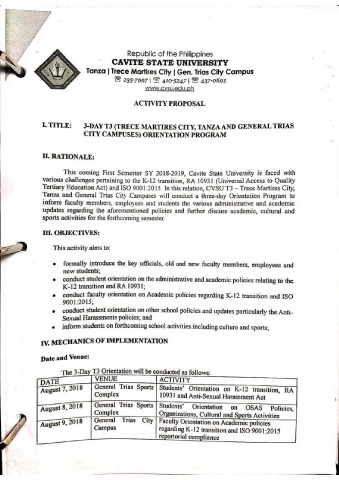 Republic of the Philippines
CAVITE STATE UNIVERSITY
Tanza | Trece Martires City | Gen. Trias City Campus
☎ 235-7997 | ☎ 410-5247 | ☎ 437-0693
www.cvsu.edu.ph
ACTIVITY PROPOSAL
I. TITLE: 3-DAY T3 (TRECE MARTIRES CITY, TANZA AND GENERAL TRIAS
CITY CAMPUSES) ORIENTATION PROGRAM
II. RATIONALE:
This coming First Semester SY 2018-2019, Cavite State University is faced with
various challenges pertaining to the K-12 transition, RA 10931 (Universal Access to Quality
Tertiary Education Act) and ISO 9001:2015. In this relation, CVSU T3 – Trece Martires City,
Tanza and General Trias City Campuses will conduct a three-day Orientation Program to
inform faculty members, employees and students the various administrative and academic
updates regarding the aforementioned policies and further discuss academic, cultural and
sports activities for the forthcoming semester.
III. OBJECTIVES:
This activity aims to:
• formally introduce the key officials, old and new faculty members, employees and
new students;
• conduct student orientation on the administrative and academic policies relating to the
K-12 transition and RA 10931;
• conduct faculty orientation on Academic policies regarding K-12 transition and ISO
9001:2015;
• conduct student orientation on other school policies and updates particularly the Anti-
Sexual Harassments policies; and
• inform students on forthcoming school activities including culture and sports;
IV. MECHANICS OF IMPLEMENTATION
Date and Venue:
The 3-Day T3 Orientation will be conducted as follows:
DATE VENUE ACTIVITY
August 7, 2018 General Trias Sports Students' Orientation on K-12 transition, RA
Complex 10931 and Anti-Sexual Harassment Act
August 8, 2018 General Trias Sports Students' Orientation on OSAS Policies,
Complex Organizations, Cultural and Sports Activities
August 9, 2018 General Trias City Faculty Orientation on Academic policies
Campus regarding K-12 transition and ISO 9001:2015
reportorial compliance